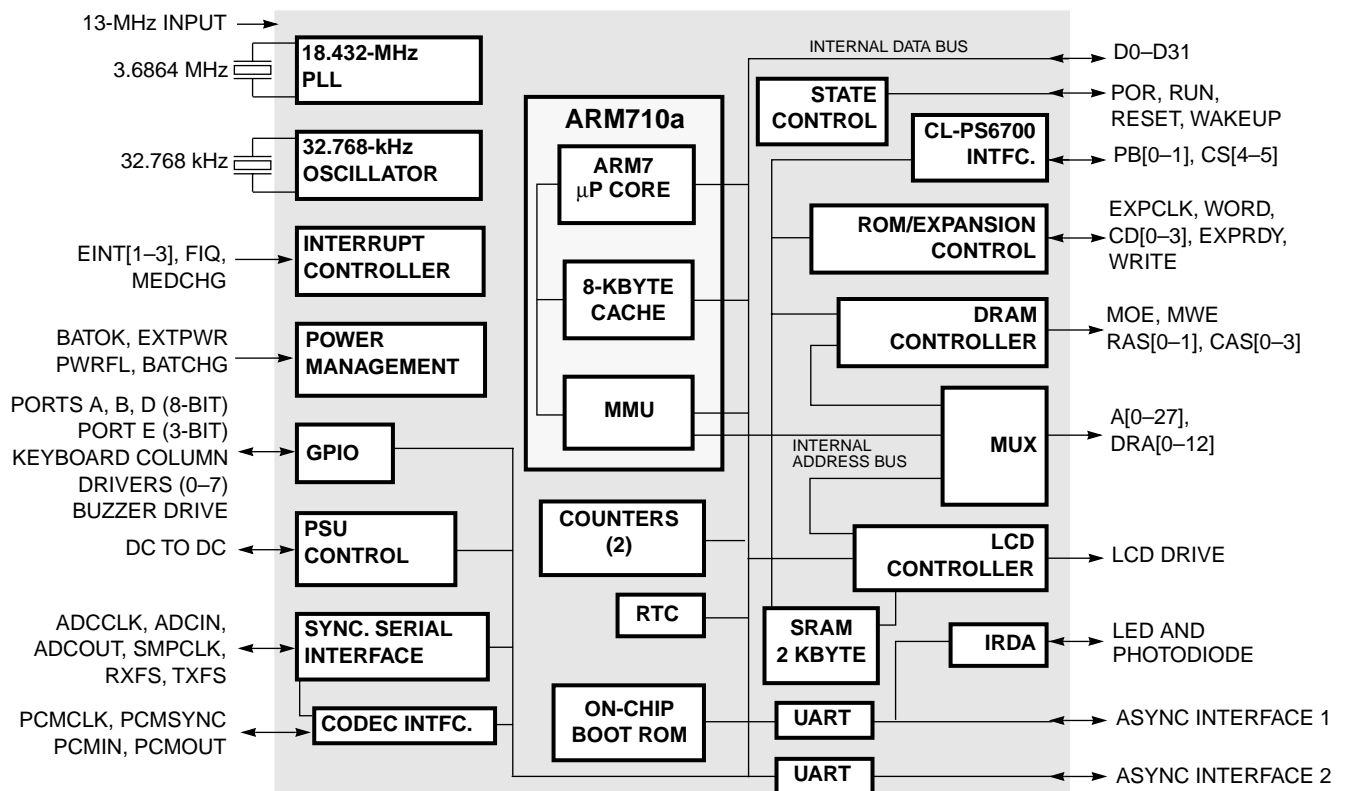 13-MHz INPUT
3.6864 MHz
18.432-MHz
PLL
32.768 kHz
32.768-kHz
OSCILLATOR
EINT[1–3], FIQ,
MEDCHG
INTERRUPT
CONTROLLER
BATOK, EXTPWR
PWRFL, BATCHG
POWER
MANAGEMENT
PORTS A, B, D (8-BIT)
PORT E (3-BIT)
KEYBOARD COLUMN
DRIVERS (0–7)
BUZZER DRIVE
GPIO
DC TO DC
PSU
CONTROL
ADCCLK, ADCIN,
ADCOUT, SMPCLK,
RXFS, TXFS
SYNC. SERIAL
INTERFACE
PCMCLK, PCMSYNC
PCMIN, PCMOUT
CODEC INTFC.
ARM710a
ARM7
µP CORE
8-KBYTE
CACHE
MMU
COUNTERS
(2)
RTC
ON-CHIP
BOOT ROM
INTERNAL DATA BUS
D0–D31
STATE
CONTROL
POR, RUN,
RESET, WAKEUP
CL-PS6700
INTFC.
PB[0–1], CS[4–5]
ROM/EXPANSION
CONTROL
EXPCLK, WORD,
CD[0–3], EXPRDY,
WRITE
DRAM
CONTROLLER
MOE, MWE
RAS[0–1], CAS[0–3]
MUX
A[0–27],
DRA[0–12]
INTERNAL
ADDRESS BUS
LCD
CONTROLLER
LCD DRIVE
SRAM
2 KBYTE
IRDA
LED AND
PHOTODIODE
UART
ASYNC INTERFACE 1
UART
ASYNC INTERFACE 2